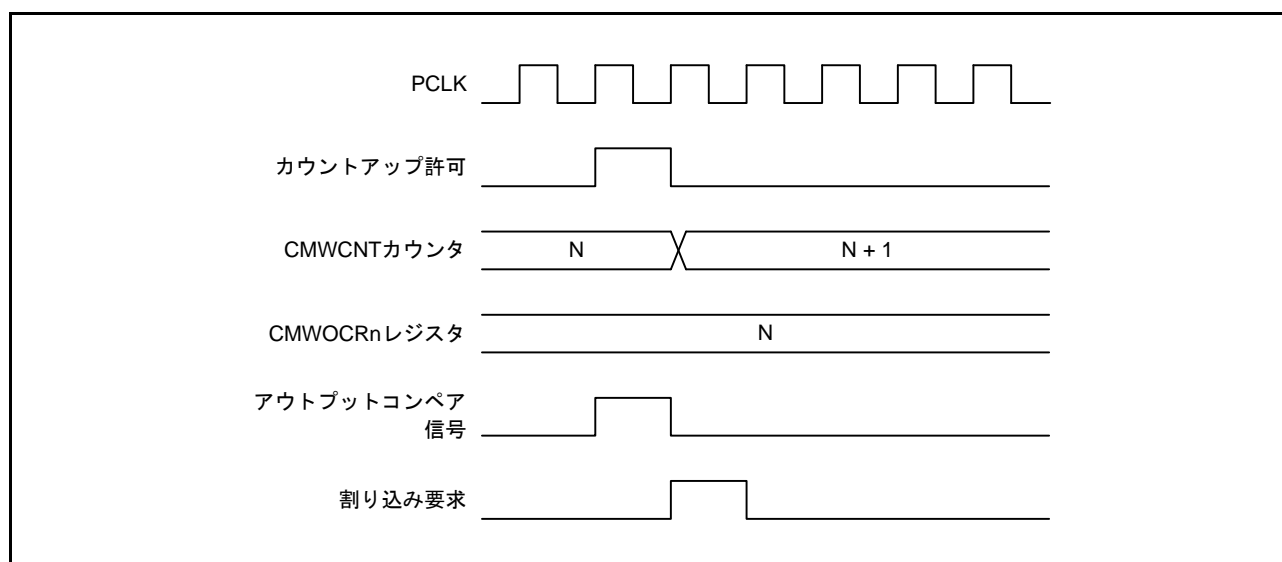 PCLK
カウントアップ許可
CMWCNTカウンタ
N
N + 1
CMWOCRnレジスタ
N
アウトプットコンペア
信号
割り込み要求